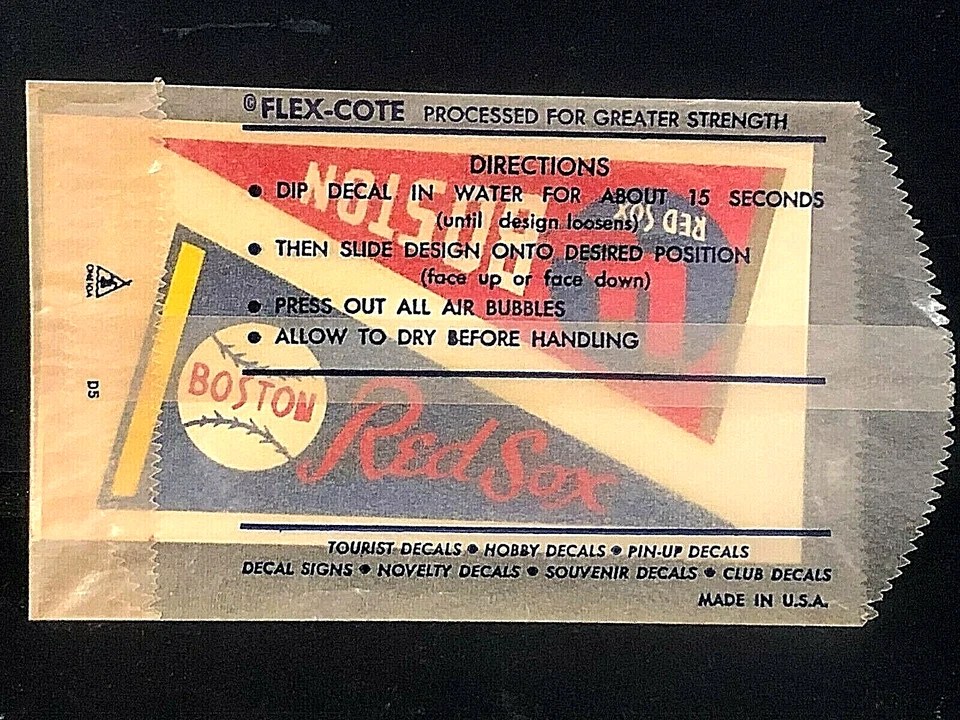 © FLEX-COTE PROCESSED FOR GREATER STRENGTH
DIRECTIONS
● DIP DECAL IN WATER FOR ABOUT 15 SECONDS
(until design loosens)
● THEN SLIDE DESIGN ONTO DESIRED POSITION
(face up or face down)
● PRESS OUT ALL AIR BUBBLES
● ALLOW TO DRY BEFORE HANDLING
BOSTON
RED SOX
BOSTON
Red Sox
D5
TOURIST DECALS ● HOBBY DECALS ● PIN-UP DECALS
DECAL SIGNS ● NOVELTY DECALS ● SOUVENIR DECALS ● CLUB DECALS
MADE IN U.S.A.